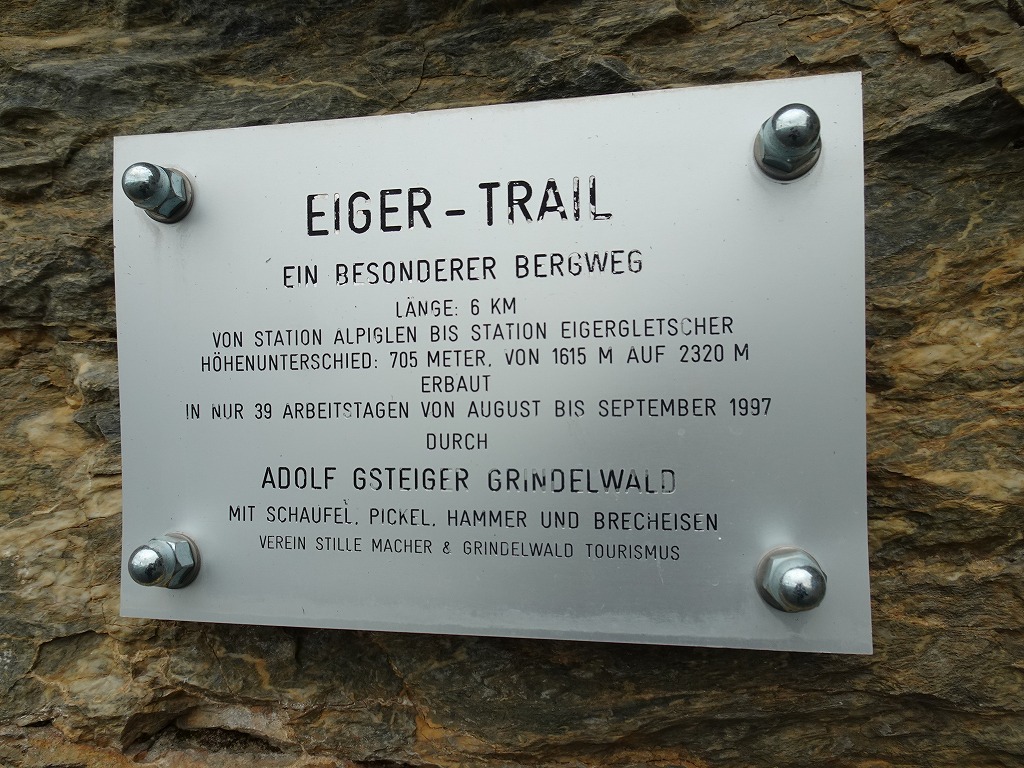 EIGER - TRAIL
EIN BESONDERER BERGWEG
LÄNGE: 6 KM
VON STATION ALPIGLEN BIS STATION EIGERGLETSCHER
HÖHENUNTERSCHIED: 705 METER, VON 1615 M AUF 2320 M
ERBAUT
IN NUR 39 ARBEITSTAGEN VON AUGUST BIS SEPTEMBER 1997
DURCH
ADOLF GSTEIGER GRINDELWALD
MIT SCHAUFEL, PICKEL, HAMMER UND BRECHEISEN
VEREIN STILLE MACHER & GRINDELWALD TOURISMUS